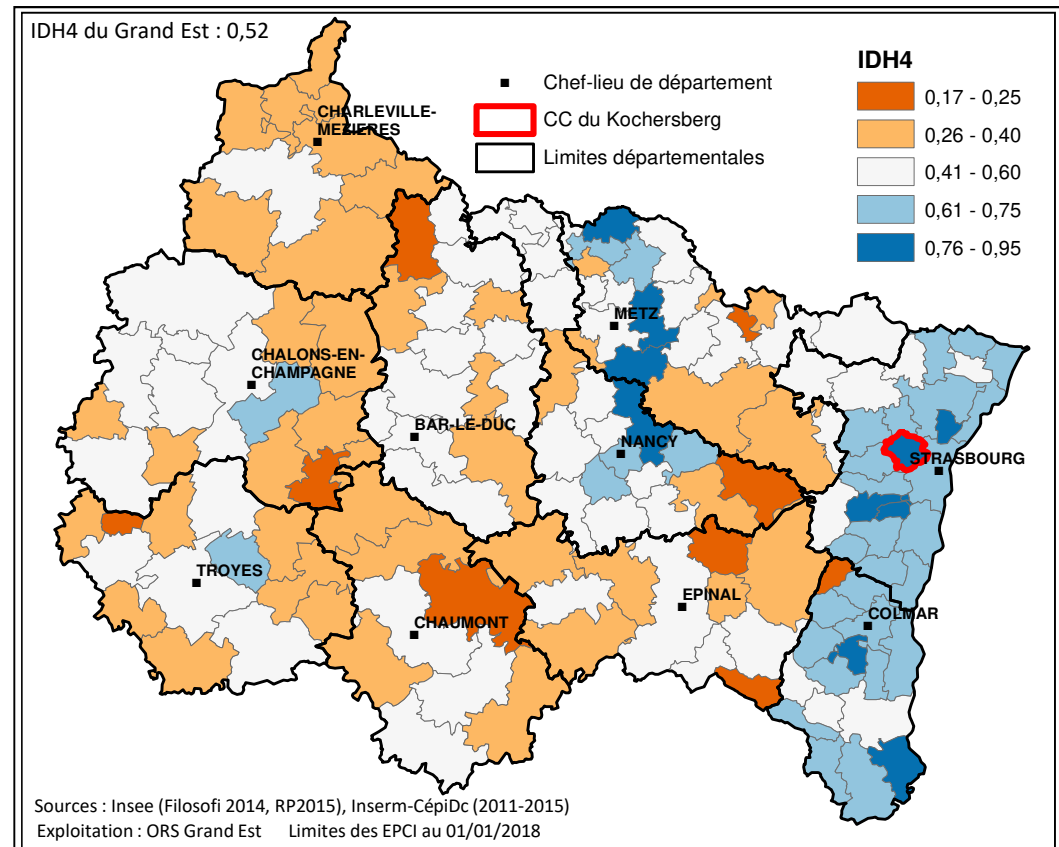 IDH4 du Grand Est : 0,52
IDH4
Chef-lieu de département
CC du Kochersberg
Limites départementales
0,17 - 0,25
0,26 - 0,40
0,41 - 0,60
0,61 - 0,75
0,76 - 0,95
CHARLEVILLE-
MEZIERES
METZ
CHALONS-EN-
CHAMPAGNE
BAR-LE-DUC
NANCY
STRASBOURG
TROYES
EPINAL
CHAUMONT
COLMAR
Sources : Insee (Filosofi 2014, RP2015), Inserm-CépiDc (2011-2015)
Exploitation : ORS Grand Est Limites des EPCI au 01/01/2018